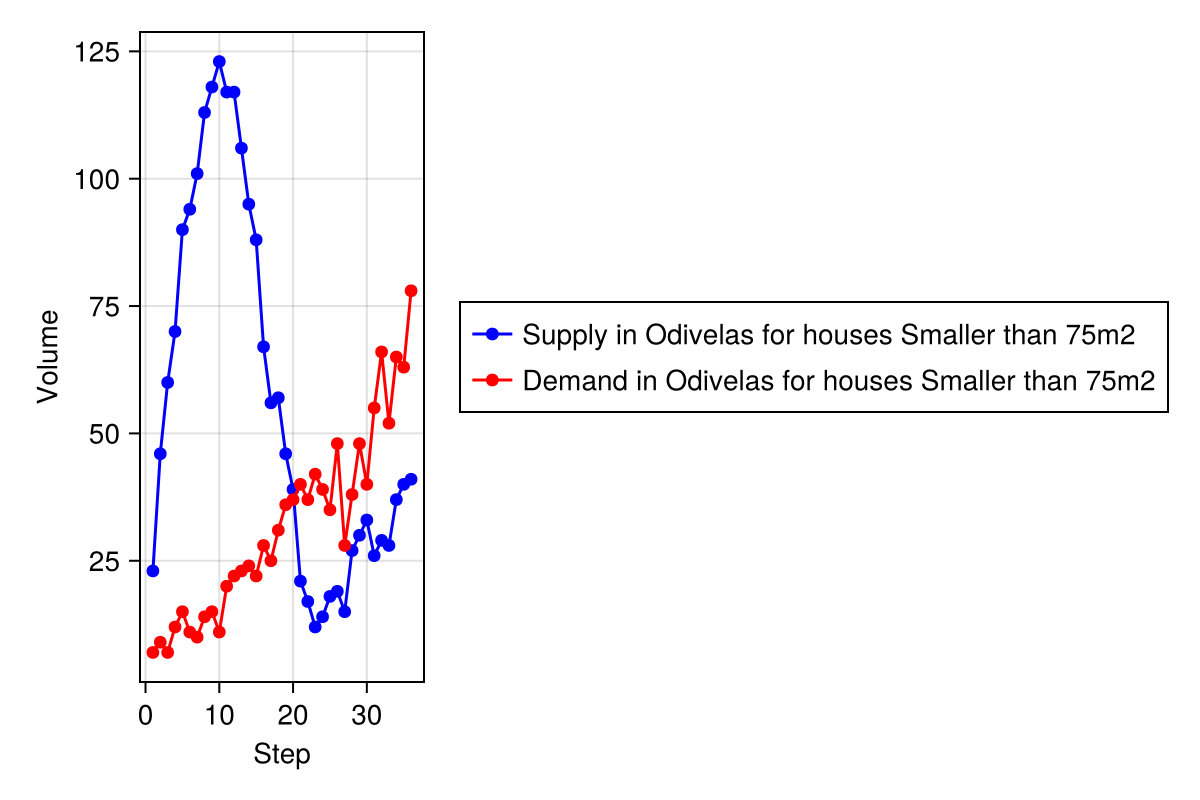 125
100
75
50
25
Volume
0 10 20 30
Step
Supply in Odivelas for houses Smaller than 75m2
Demand in Odivelas for houses Smaller than 75m2